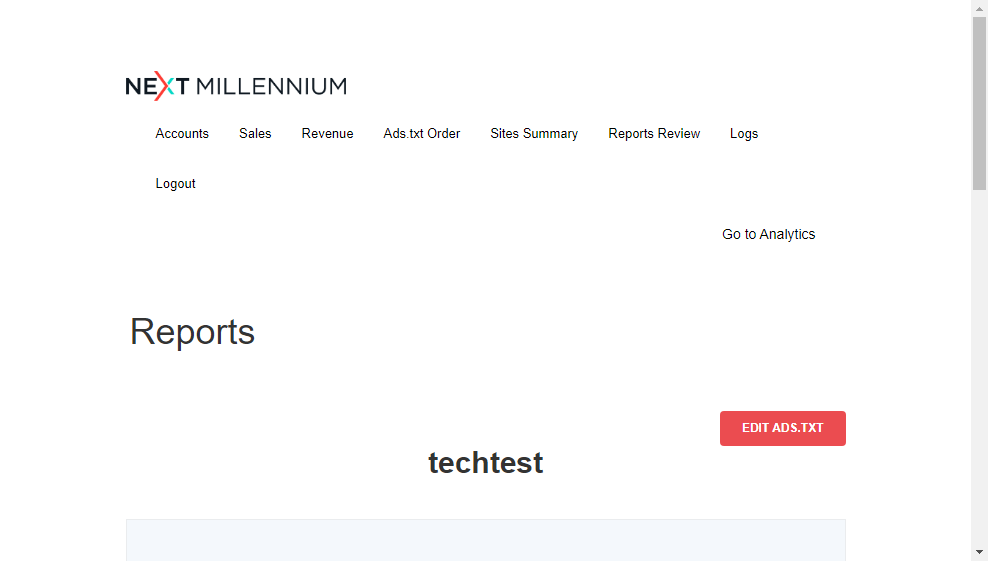 NEXT MILLENNIUM
Accounts Sales Revenue Ads.txt Order Sites Summary Reports Review Logs
Logout
Go to Analytics
Reports
EDIT ADS.TXT
techtest